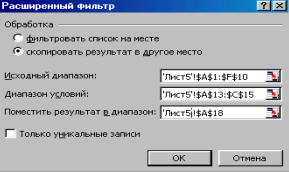 Расширенный фильтр
Обработка
фильтровать список на месте
скопировать результат в другое место
Исходный диапазон: 'Лист5'!$A$1:$F$10
Диапазон условий: 'Лист5'!$A$13:$C$15
Поместить результат в диапазон: 'Лист5'!$A$18
Только уникальные записи
OK Отмена